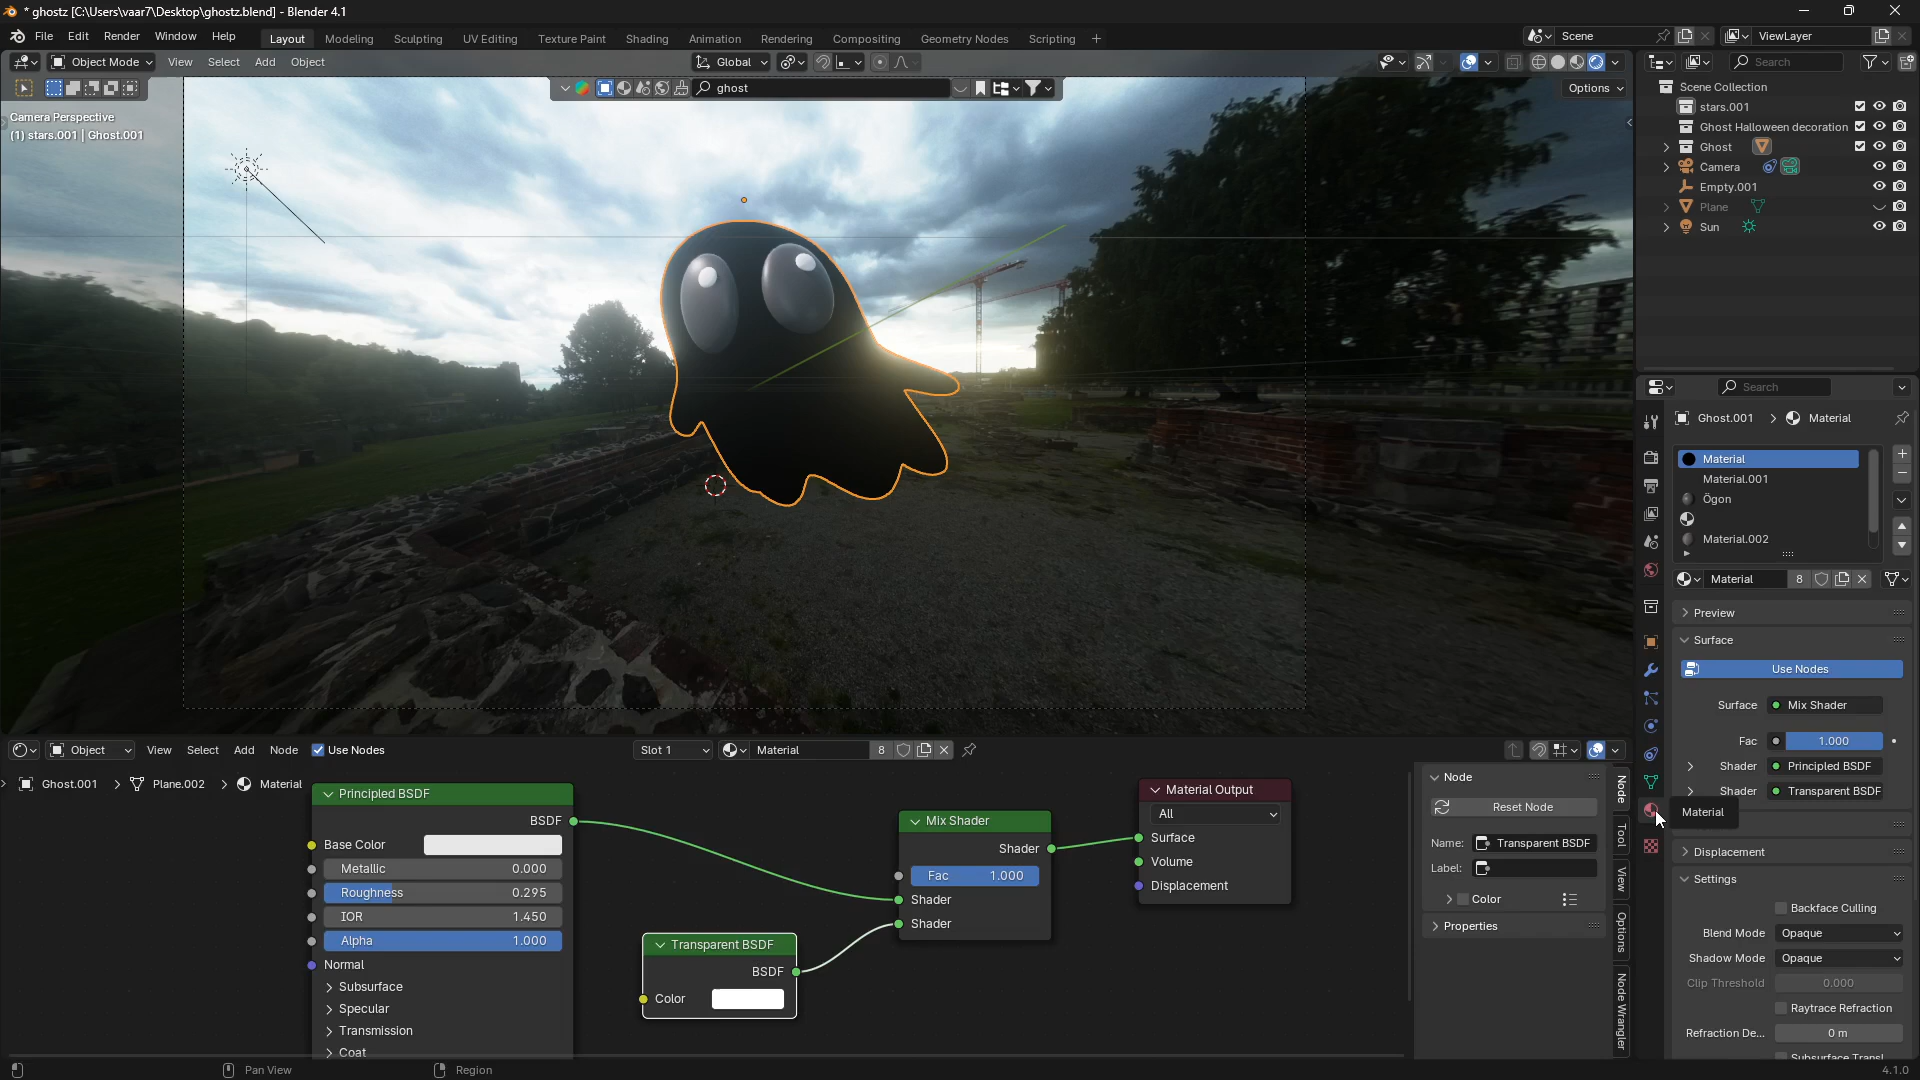 * ghostz [C:\Users\vaar7\Desktop\ghostz.blend] - Blender 4.1
File Edit Render Window Help Layout Modeling Sculpting UV Editing Texture Paint Shading Animation Rendering Compositing Geometry Nodes Scripting + Scene ViewLayer
Object Mode View Select Add Object Global Search
ghost Options
Camera Perspective
(1) stars.001 | Ghost.001
Scene Collection
stars.001
Ghost Halloween decoration
Ghost
Camera
Empty.001
Plane
Sun
Search
Ghost.001 > Material
Material
Material.001
Ögon
Material.002
Material 8
Preview
Surface
Use Nodes
Surface Mix Shader
Fac 1.000
Shader Principled BSDF
Shader Transparent BSDF
Material
Displacement
Settings
Backface Culling
Blend Mode Opaque
Shadow Mode Opaque
Clip Threshold 0.000
Raytrace Refraction
Refraction De... 0 m
Subsurface Transl
Object View Select Add Node Use Nodes Slot 1 Material 8
Ghost.001 > Plane.002 > Material
Principled BSDF
BSDF
Base Color
Metallic 0.000
Roughness 0.295
IOR 1.450
Alpha 1.000
Normal
Subsurface
Specular
Transmission
Coat
Transparent BSDF
BSDF
Color
Mix Shader
Shader
Fac 1.000
Shader
Shader
Material Output
All
Surface
Volume
Displacement
Node
Reset Node
Name: Transparent BSDF
Label:
Color
Properties
Node
Tool
View
Options
Node Wrangler
Pan View Region 4.1.0